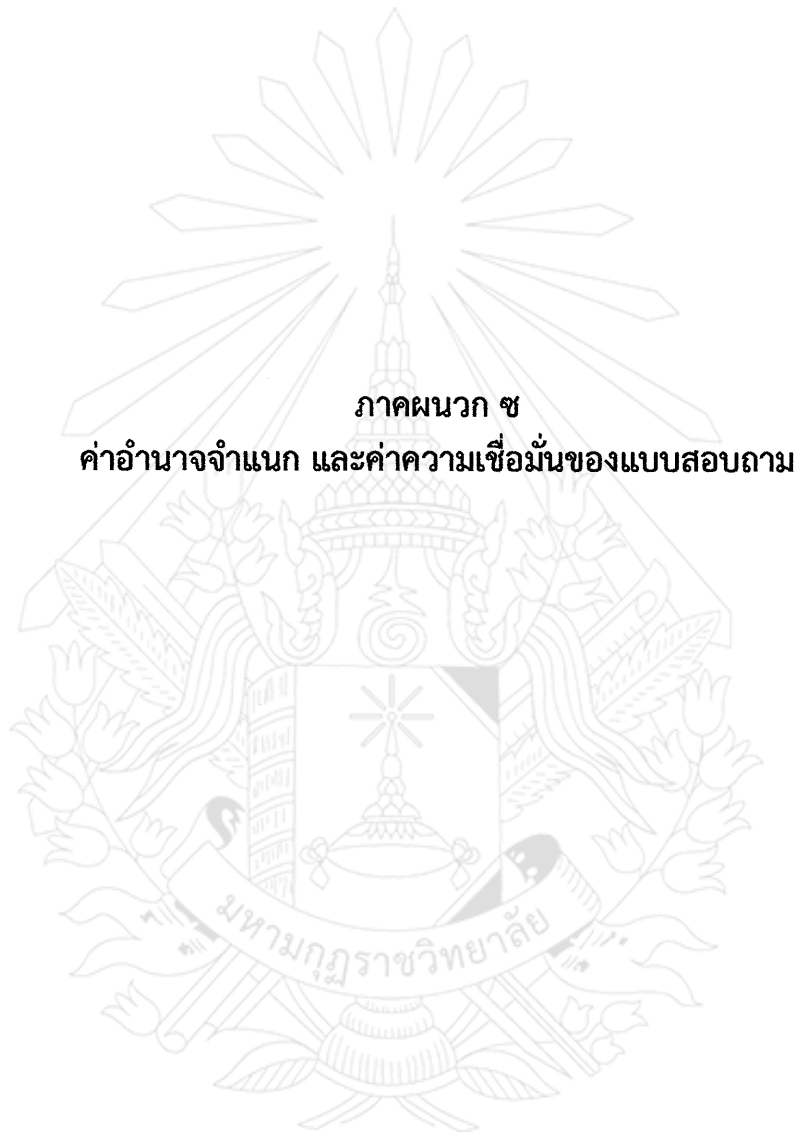 ภาคผนวก ซ
ค่าอำนาจจำแนก และค่าความเชื่อมั่นของแบบสอบถาม
มหามกุฏราชวิทยาลัย